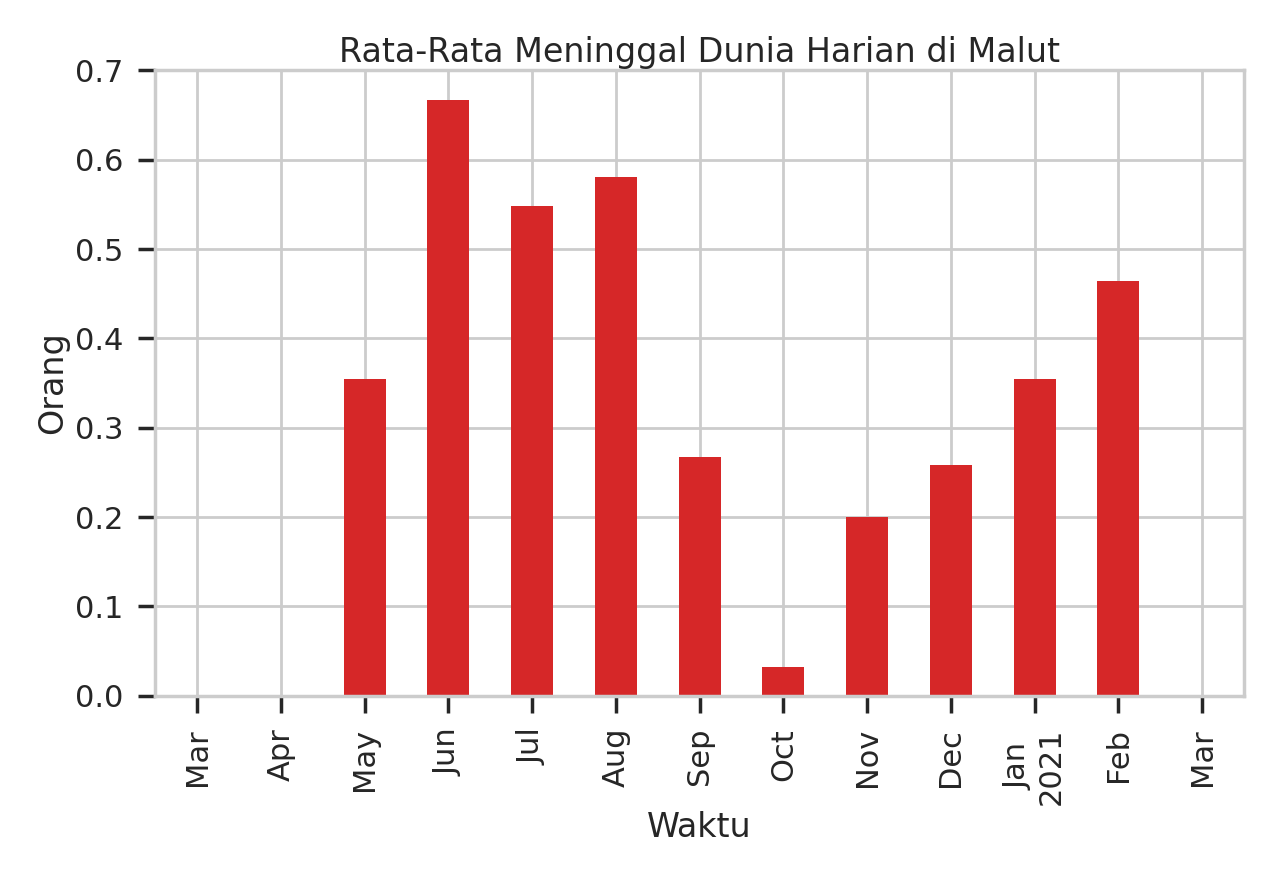 Rata-Rata Meninggal Dunia Harian di Malut
0.7
0.6
0.5
0.4
0.3
0.2
0.1
0.0
Orang
Mar
Apr
May
Jun
Jul
Aug
Sep
Oct
Nov
Dec
Jan
2021
Feb
Mar
Waktu